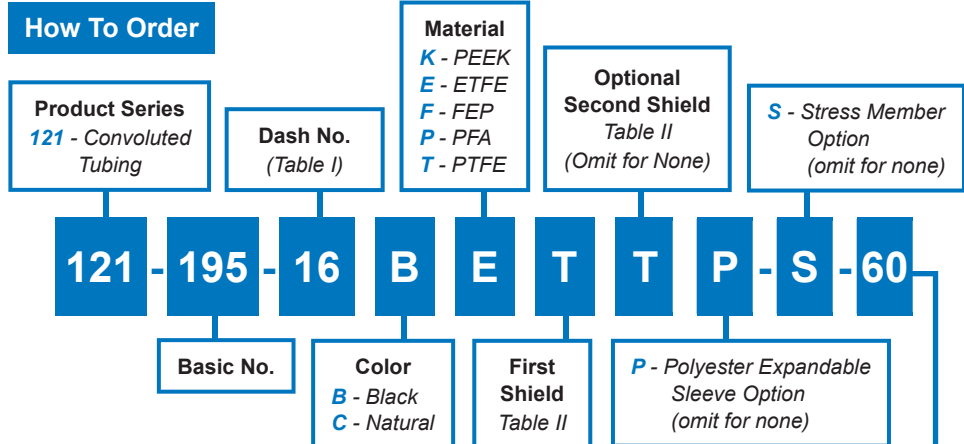 How To Order
Product Series
121 - Convoluted
Tubing
Dash No.
(Table I)
Material
K - PEEK
E - ETFE
F - FEP
P - PFA
T - PTFE
Optional
Second Shield
Table II
(Omit for None)
S - Stress Member
Option
(omit for none)
121 - 195 - 16 B E T T P - S - 60
Basic No.
Color
B - Black
C - Natural
First
Shield
Table II
P - Polyester Expandable
Sleeve Option
(omit for none)